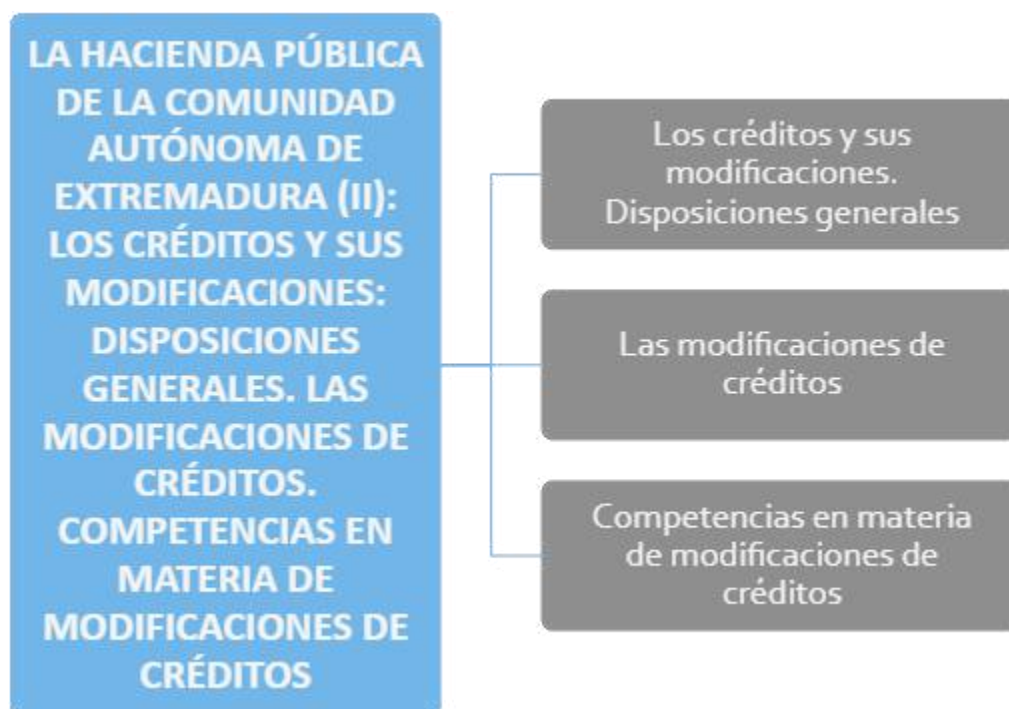 LA HACIENDA PÚBLICA
DE LA COMUNIDAD
AUTÓNOMA DE
EXTREMADURA (II):
LOS CRÉDITOS Y SUS
MODIFICACIONES:
DISPOSICIONES
GENERALES. LAS
MODIFICACIONES DE
CRÉDITOS.
COMPETENCIAS EN
MATERIA DE
MODIFICACIONES DE
CRÉDITOS
Los créditos y sus
modificaciones.
Disposiciones generales
Las modificaciones de
créditos
Competencias en materia
de modificaciones de
créditos